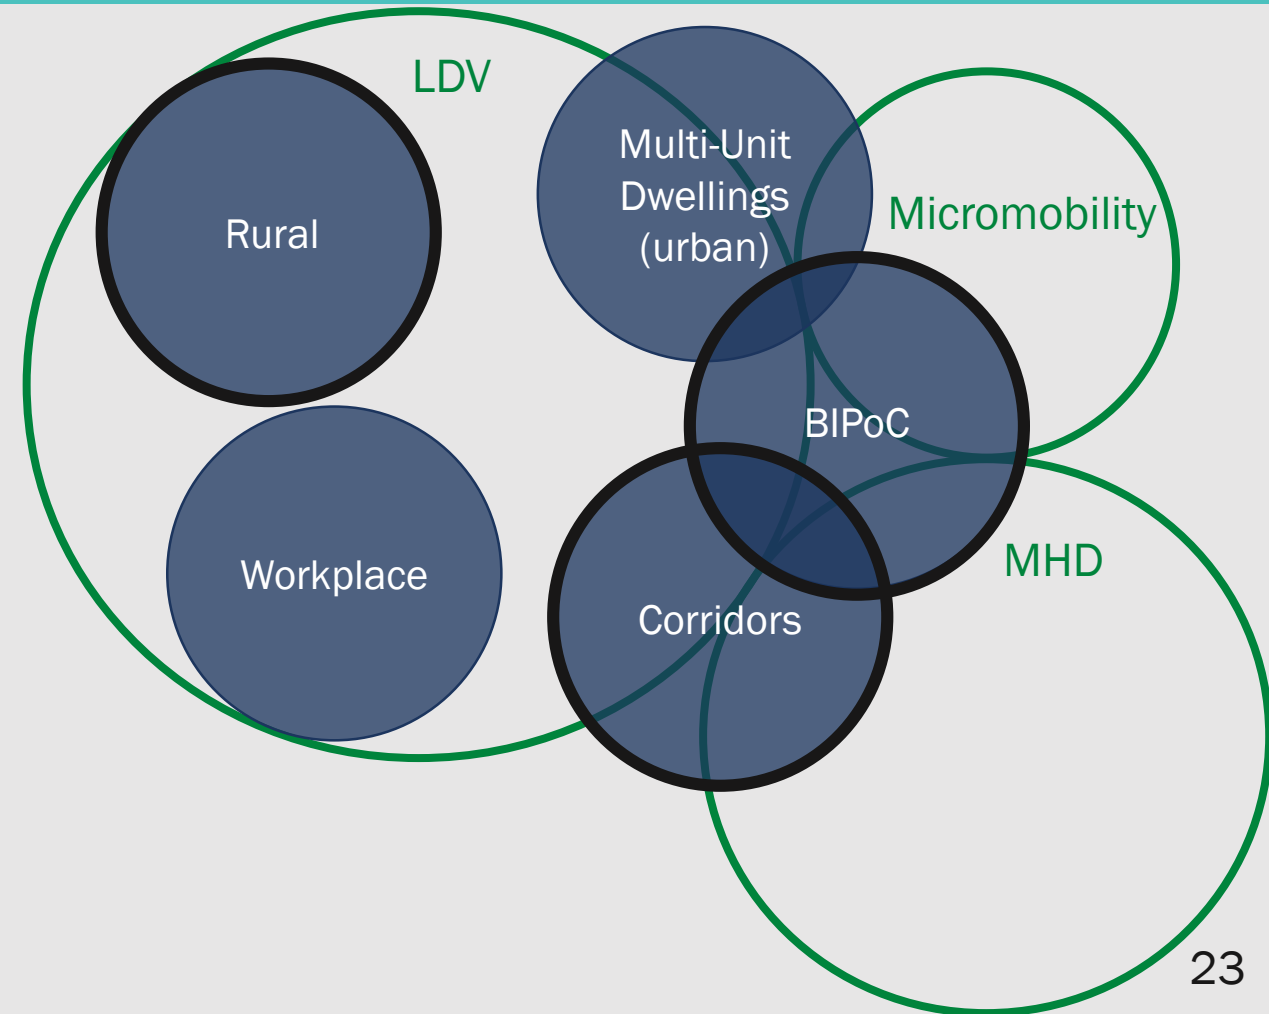 LDV
Multi-Unit
Dwellings
(urban)
Micromobility
Rural
BIPoC
MHD
Workplace
Corridors
23